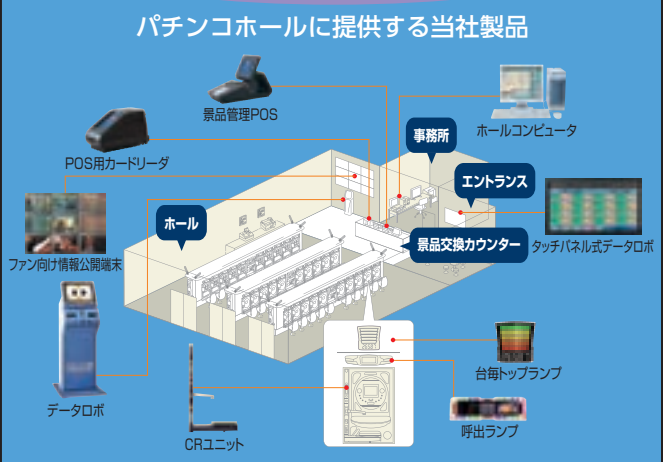 パチンコホールに提供する当社製品
景品管理POS
ホールコンピュータ
POS用カードリーダ
事務所
エントランス
ホール
景品交換カウンター
タッチパネル式データロボ
ファン向け情報公開端末
台毎トップランプ
データロボ
呼出ランプ
CRユニット